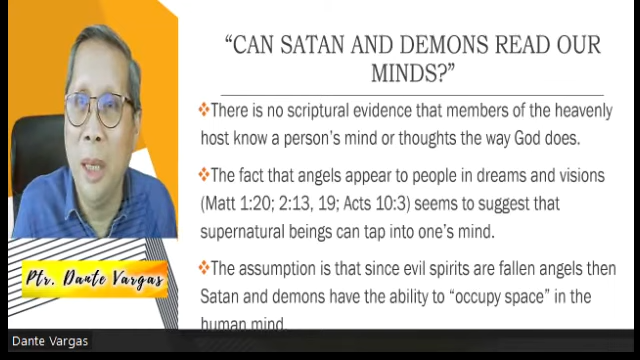 “CAN SATAN AND DEMONS READ OUR
MINDS?”
❖There is no scriptural evidence that members of the heavenly
host know a person’s mind or thoughts the way God does.
❖The fact that angels appear to people in dreams and visions
(Matt 1:20; 2:13, 19; Acts 10:3) seems to suggest that
supernatural beings can tap into one’s mind.
❖The assumption is that since evil spirits are fallen angels then
Satan and demons have the ability to “occupy space” in the
human mind.
Ptr. Dante Vargas
Dante Vargas